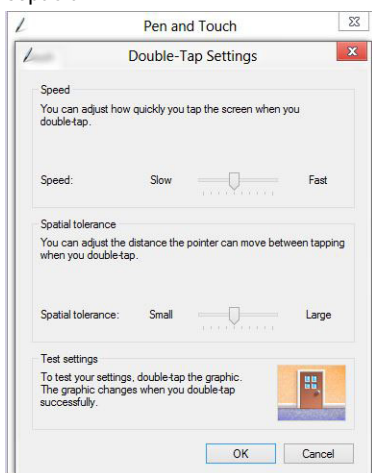 Pen and Touch
Double-Tap Settings
Speed
You can adjust how quickly you tap the screen when you
double-tap.
Speed: Slow Fast
Spatial tolerance
You can adjust the distance the pointer can move between tapping
when you double-tap.
Spatial tolerance: Small Large
Test settings
To test your settings, double-tap the graphic.
The graphic changes when you double-tap
successfully.
OK Cancel